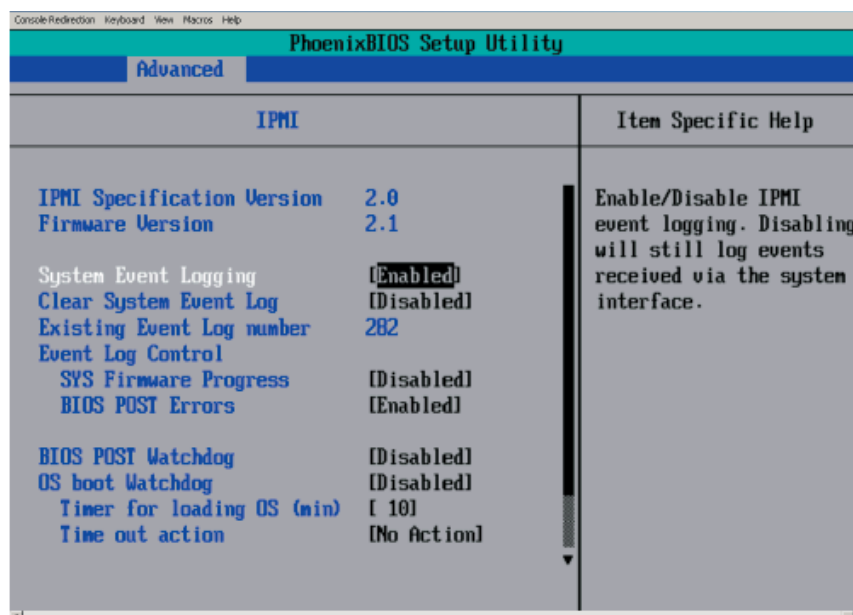 Console Redirection Keyboard View Macros Help
PhoenixBIOS Setup Utility
Advanced
IPMI
Item Specific Help
IPMI Specification Version 2.0
Firmware Version 2.1
System Event Logging [Enabled]
Clear System Event Log [Disabled]
Existing Event Log number 282
Event Log Control
SYS Firmware Progress [Disabled]
BIOS POST Errors [Enabled]
BIOS POST Watchdog [Disabled]
OS boot Watchdog [Disabled]
Timer for loading OS (min) [ 10]
Time out action [No Action]
Enable/Disable IPMI
event logging. Disabling
will still log events
received via the system
interface.